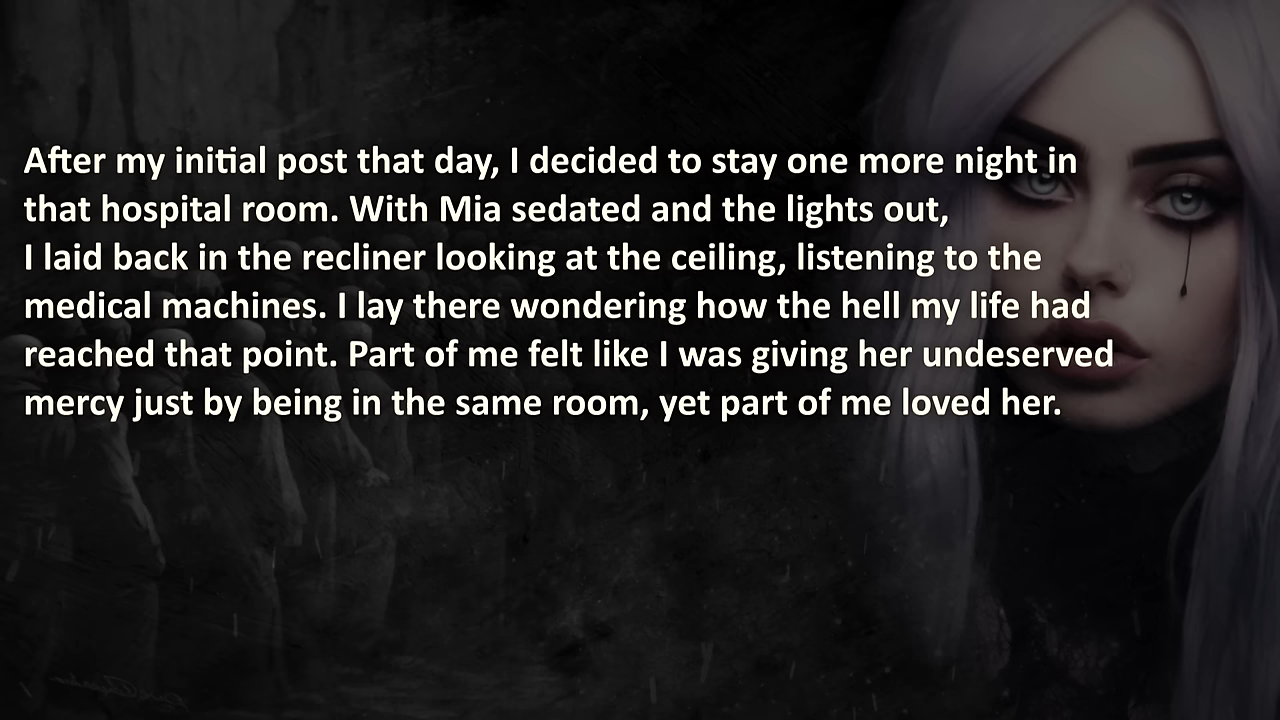 After my initial post that day, I decided to stay one more night in
that hospital room. With Mia sedated and the lights out,
I laid back in the recliner looking at the ceiling, listening to the
medical machines. I lay there wondering how the hell my life had
reached that point. Part of me felt like I was giving her undeserved
mercy just by being in the same room, yet part of me loved her.